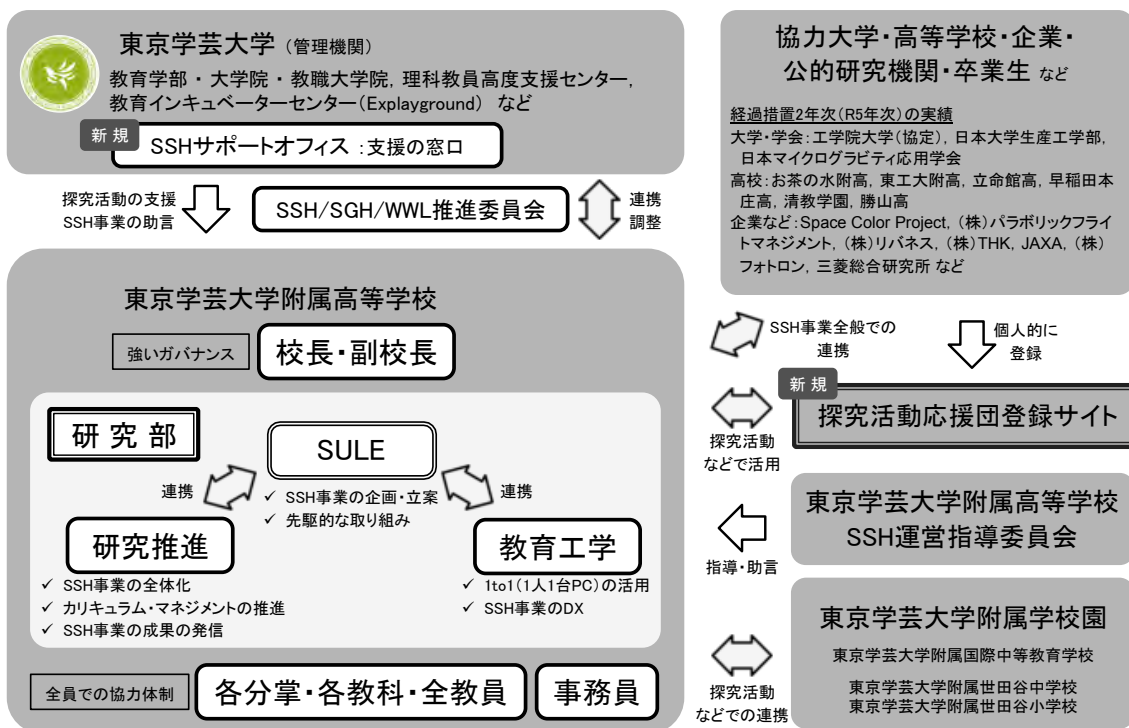 東京学芸大学 (管理機関)
教育学部 ・ 大学院 ・ 教職大学院, 理科教員高度支援センター,
教育インキュベーターセンター(Explayground) など
新 規
SSHサポートオフィス :支援の窓口
探究活動の支援
SSH事業の助言
SSH/SGH/WWL推進委員会
連携
調整
東京学芸大学附属高等学校
強いガバナンス
校長・副校長
研 究 部
SULE
✓ SSH事業の企画・立案
✓ 先駆的な取り組み
連携
連携
研究推進
✓ SSH事業の全体化
✓ カリキュラム・マネジメントの推進
✓ SSH事業の成果の発信
教育工学
✓ 1to1(1人1台PC)の活用
✓ SSH事業のDX
全員での協力体制
各分掌・各教科・全教員
事務員
協力大学・高等学校・企業・
公的研究機関・卒業生 など
経過措置2年次(R5年次)の実績
大学・学会:工学院大学(協定), 日本大学生産工学部,
日本マイクログラビティ応用学会
高校:お茶の水附高, 東工大附高, 立命館高, 早稲田本
庄高, 清教学園, 勝山高
企業など:Space Color Project, (株)パラボリックフライ
トマネジメント, (株)リバネス, (株)THK, JAXA, (株)
フォトロン, 三菱総合研究所 など
SSH事業全般での
連携
個人的に
登録
新 規
探究活動応援団登録サイト
探究活動
などで活用
東京学芸大学附属高等学校
SSH運営指導委員会
指導・助言
東京学芸大学附属学校園
東京学芸大学附属国際中等教育学校
東京学芸大学附属世田谷中学校
東京学芸大学附属世田谷小学校
探究活動
などでの連携